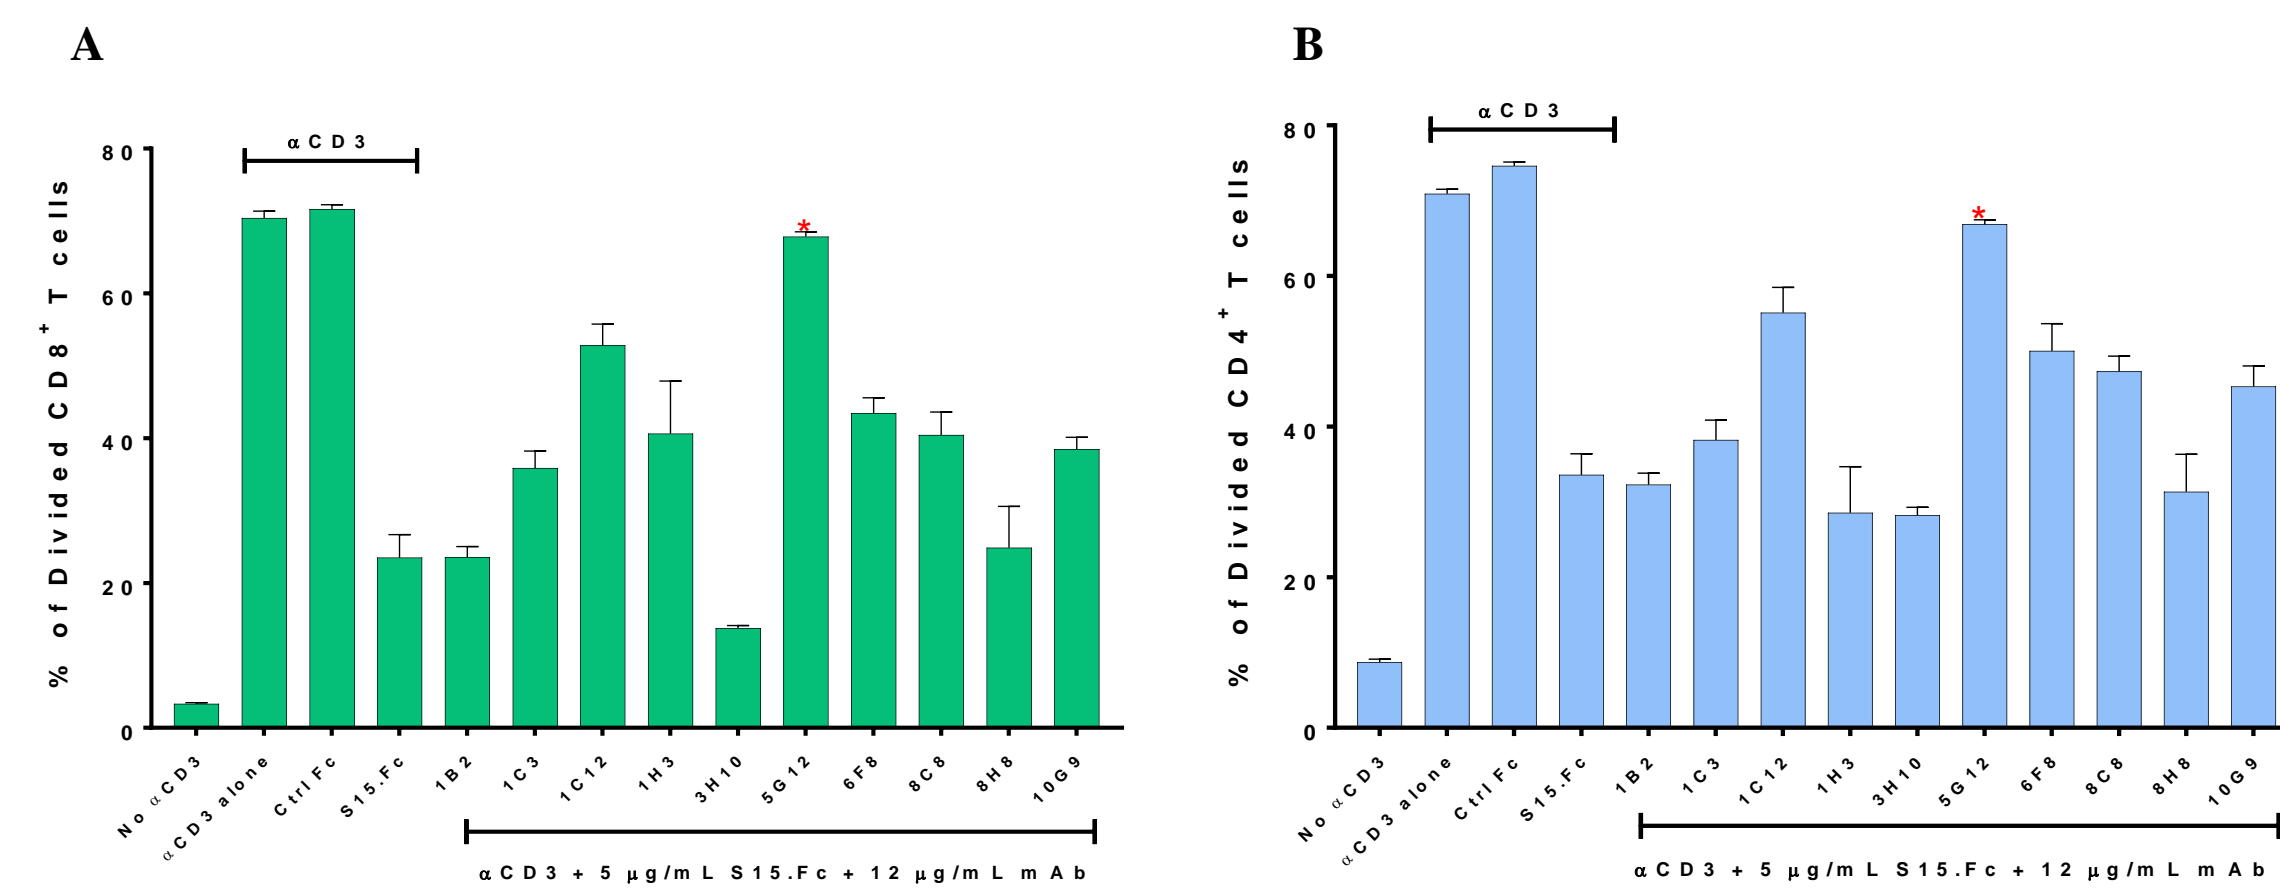 A
αCD3
% of Divided CD8+ T cells
80
60
40
20
0
*
No αCD3
αCD3 alone
Ctrl Fc
S15.Fc
1B2
1C3
1C12
1H3
3H10
5G12
6F8
8C8
8H8
10G9
αCD3 + 5 μg/mL S15.Fc + 12 μg/mL mAb
B
αCD3
% of Divided CD4+ T cells
80
60
40
20
0
*
No αCD3
αCD3 alone
Ctrl Fc
S15.Fc
1B2
1C3
1C12
1H3
3H10
5G12
6F8
8C8
8H8
10G9
αCD3 + 5 μg/mL S15.Fc + 12 μg/mL mAb